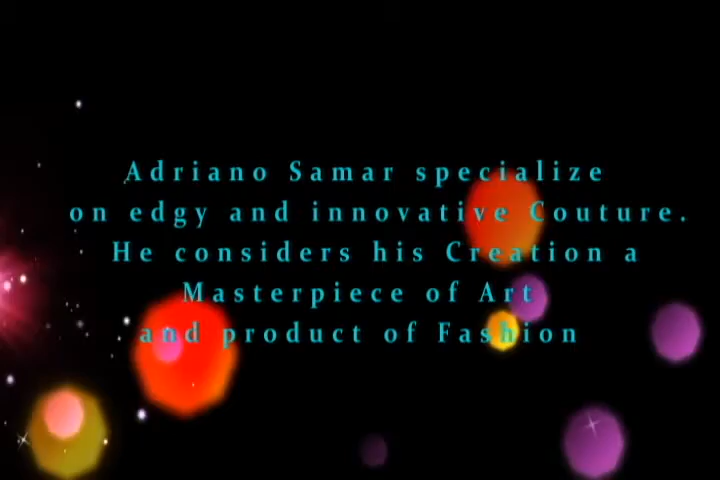 Adriano Samar specialize
on edgy and innovative Couture.
He considers his Creation a
Masterpiece of Art
and product of Fashion